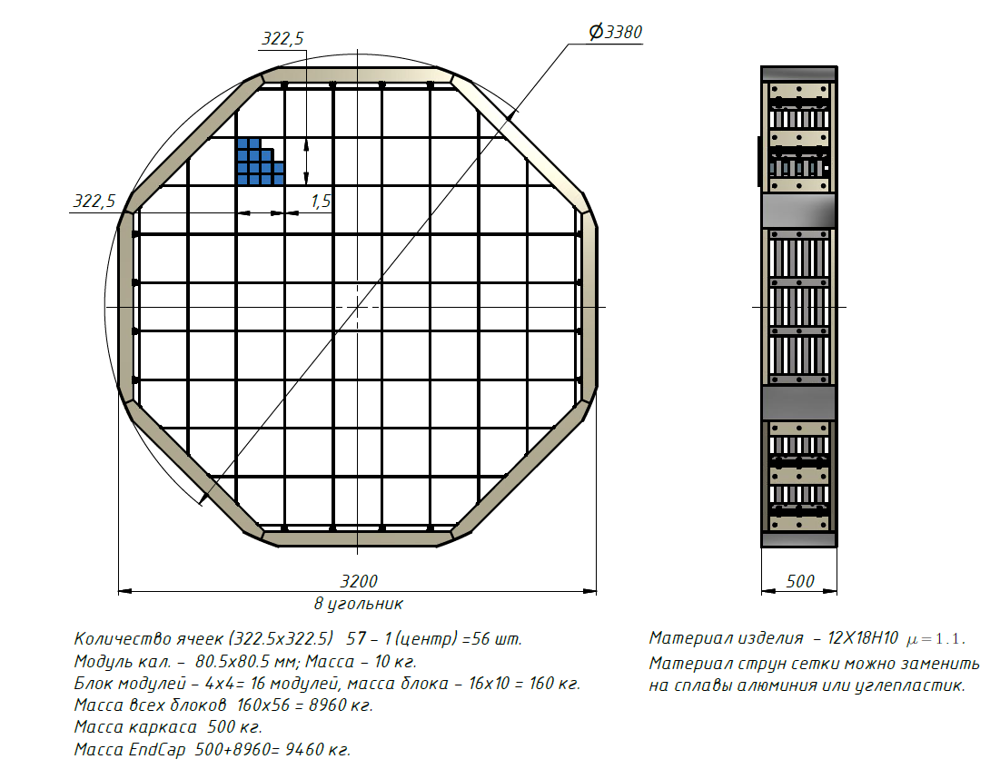 322,5
Ø3380
322,5
1,5
3200
8 угольник
500
Количество ячеек (322.5x322.5) 57 - 1 (центр) =56 шт.
Модуль кал. - 80.5x80.5 мм; Масса - 10 кг.
Блок модулей - 4x4= 16 модулей, масса блока - 16x10 = 160 кг.
Масса всех блоков 160x56 = 8960 кг.
Масса каркаса 500 кг.
Масса EndCap 500+8960= 9460 кг.
Материал изделия - 12Х18Н10 μ=1.1.
Материал струн сетки можно заменить
на сплавы алюминия или углепластик.